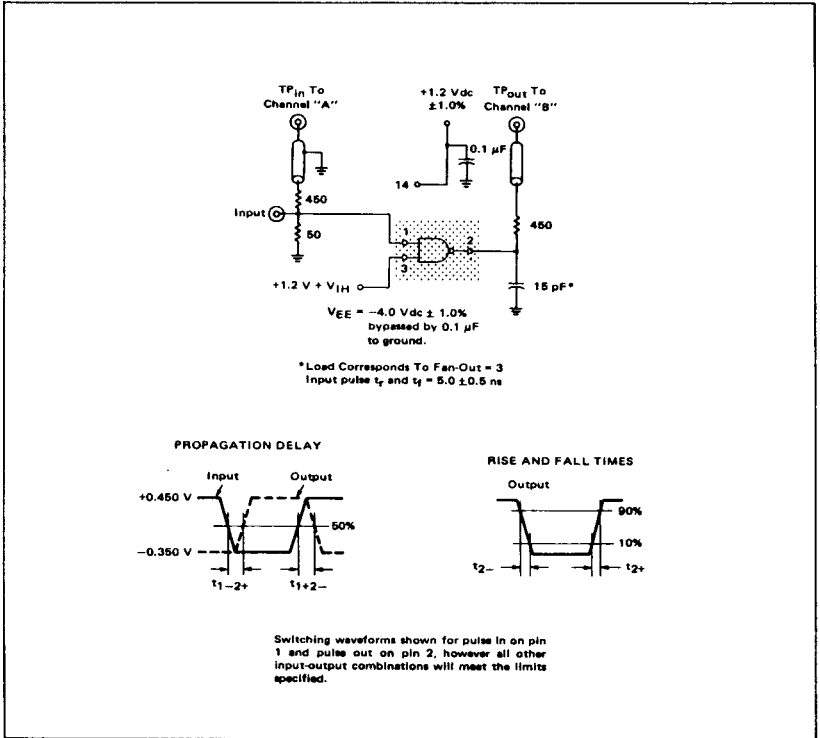 TPin To
Channel "A"
+1.2 Vdc
±1.0%
TPout To
Channel "B"
0.1 µF
14
450
Input
50
450
1
2
3
+1.2 V + VIH
15 pF*
VEE = −4.0 Vdc ± 1.0%
bypassed by 0.1 µF
to ground.
*Load Corresponds To Fan-Out = 3
Input pulse tr and tf = 5.0 ±0.5 ns
PROPAGATION DELAY
Input
Output
+0.450 V
50%
−0.350 V
t1−2+
t1+2−
RISE AND FALL TIMES
Output
90%
10%
t2−
t2+
Switching waveforms shown for pulse in on pin
1 and pulse out on pin 2, however all other
input-output combinations will meet the limits
specified.